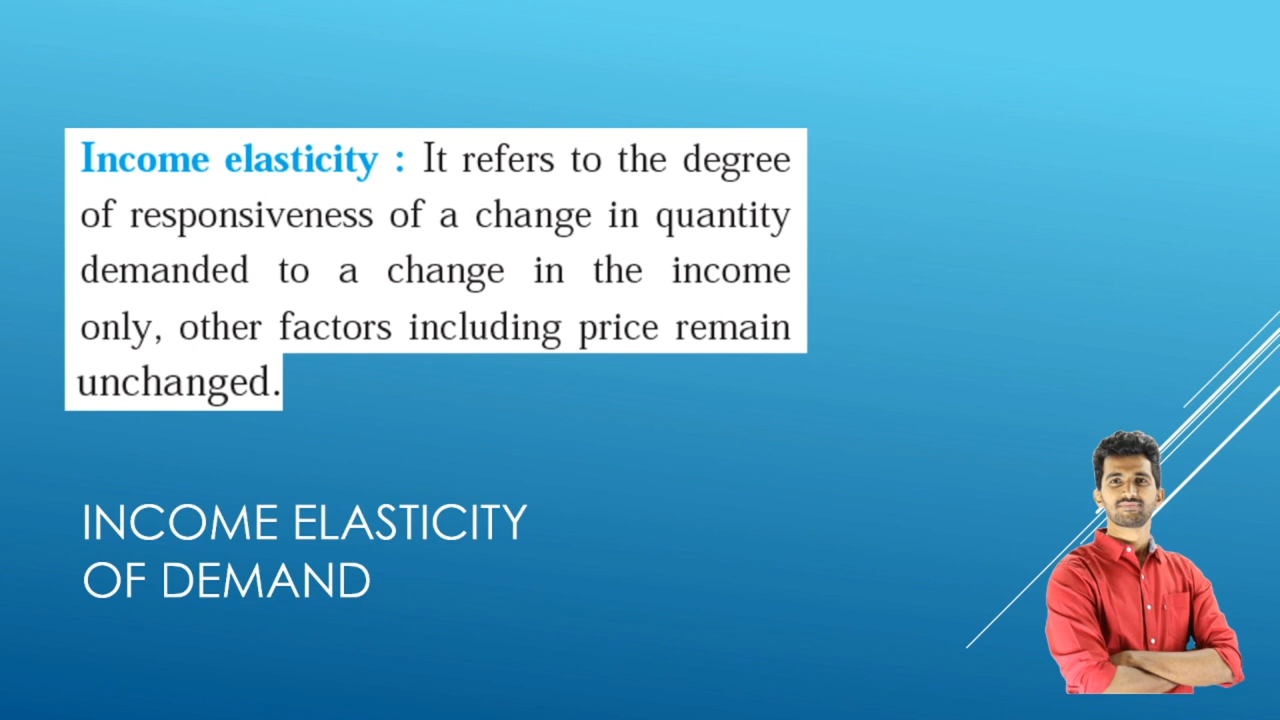 Income elasticity : It refers to the degree
of responsiveness of a change in quantity
demanded to a change in the income
only, other factors including price remain
unchanged.
INCOME ELASTICITY
OF DEMAND